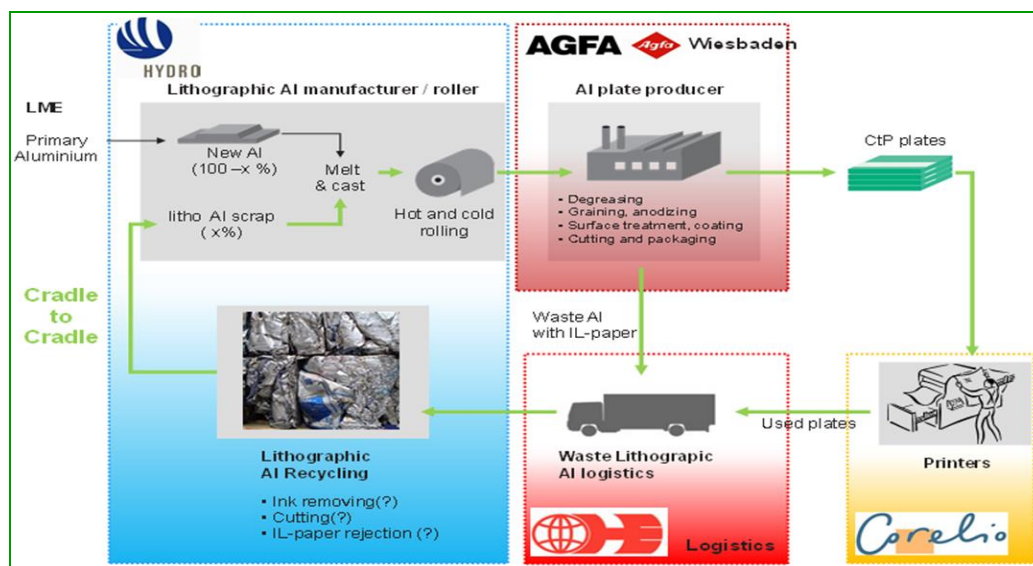 HYDRO
AGFA Agfa Wiesbaden
Lithographic Al manufacturer / roller
Al plate producer
LME
Primary
Aluminium
New Al
(100 –x %)
Melt
& cast
litho Al scrap
( x%)
Hot and cold
rolling
- Degreasing
- Graining, anodizing
- Surface treatment, coating
- Cutting and packaging
CtP plates
Cradle
to
Cradle
Waste Al
with IL-paper
Used plates
Lithographic
Al Recycling
▪ Ink removing(?)
▪ Cutting(?)
▪ IL-paper rejection (?)
Waste Lithograpic
Al logistics
Logistics
Printers
Corelio